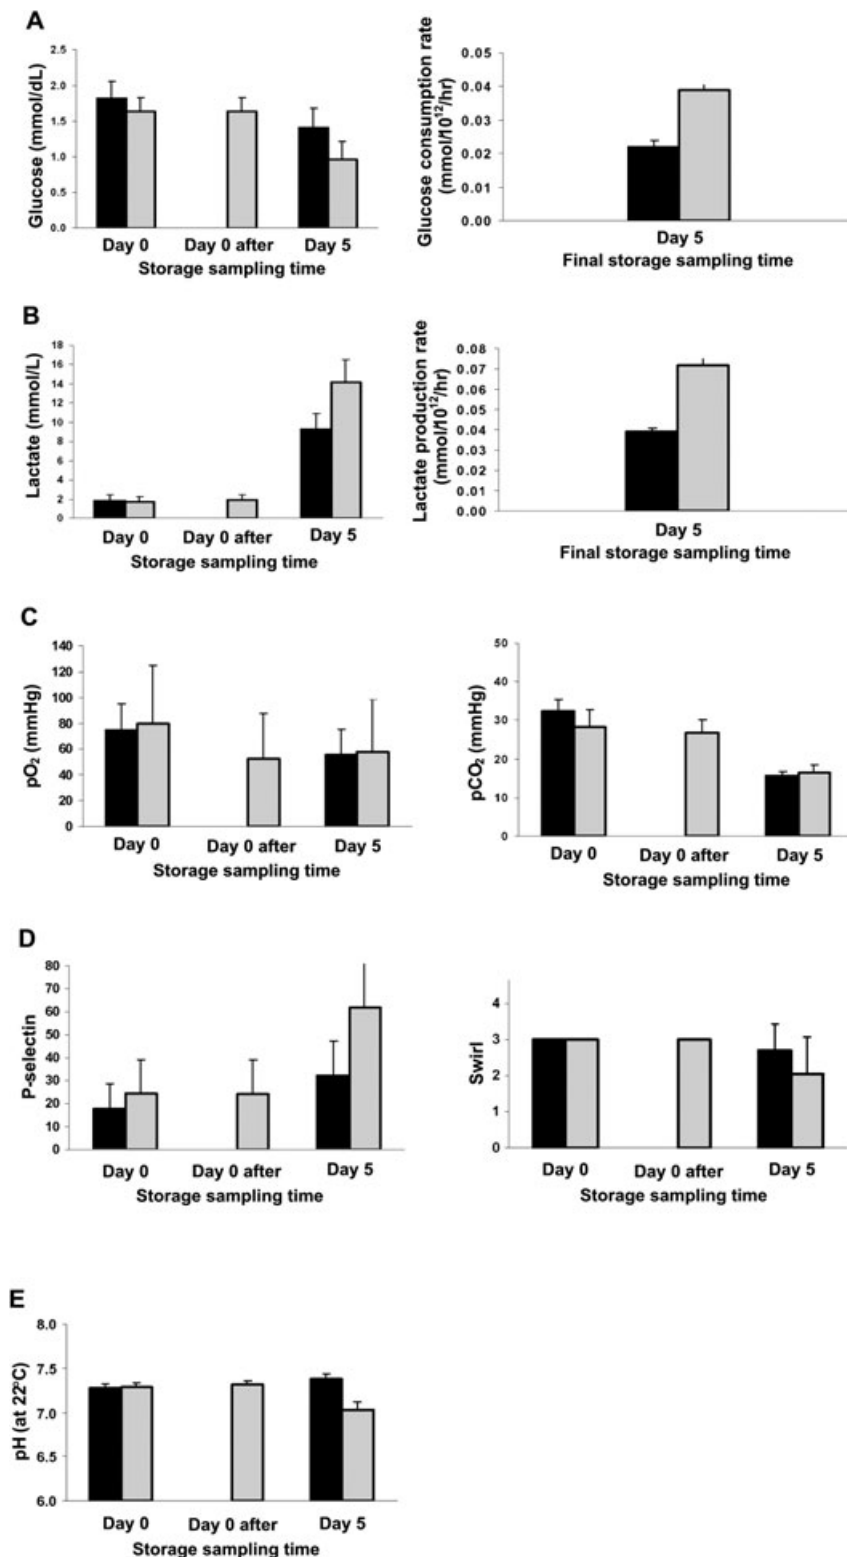 A
Glucose (mmol/dL)
2.5
2.0
1.5
1.0
0.5
0.0
Day 0 Day 0 after Day 5
Storage sampling time
Glucose consumption rate
(mmol/10¹²/hr)
0.05
0.04
0.03
0.02
0.01
0.00
Day 5
Final storage sampling time
B
Lactate (mmol/L)
18
16
14
12
10
8
6
4
2
0
Day 0 Day 0 after Day 5
Storage sampling time
Lactate production rate
(mmol/10¹²/hr)
0.08
0.07
0.06
0.05
0.04
0.03
0.02
0.01
0.00
Day 5
Final storage sampling time
C
pO₂ (mmHg)
140
120
100
80
60
40
20
0
Day 0 Day 0 after Day 5
Storage sampling time
pCO₂ (mmHg)
50
40
30
20
10
0
Day 0 Day 0 after Day 5
Storage sampling time
D
P-selectin
80
70
60
50
40
30
20
10
0
Day 0 Day 0 after Day 5
Storage sampling time
Swirl
4
3
2
1
0
Day 0 Day 0 after Day 5
Storage sampling time
E
pH (at 22°C)
8.0
7.5
7.0
6.5
6.0
Day 0 Day 0 after Day 5
Storage sampling time